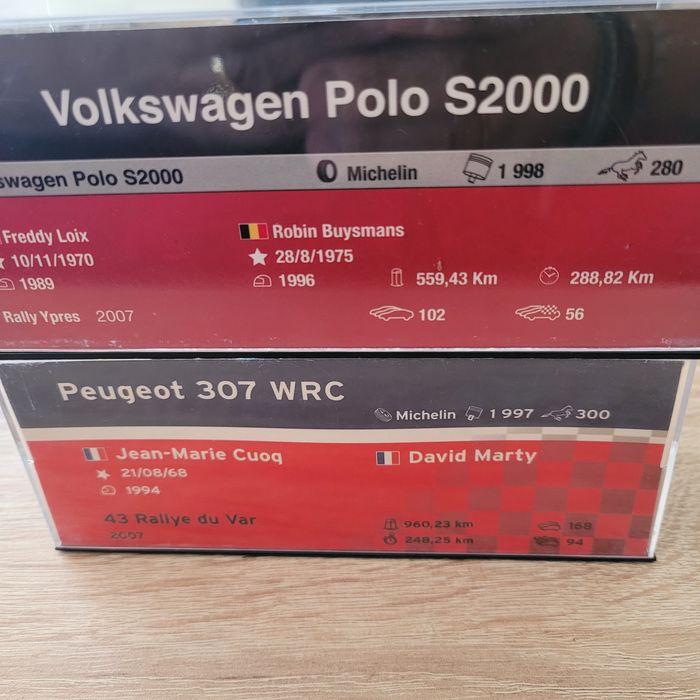 Volkswagen Polo S2000
swagen Polo S2000 Michelin 1 998 280
Freddy Loix Robin Buysmans
10/11/1970 28/8/1975
1989 1996 559,43 Km 288,82 Km
Rally Ypres 2007 102 56
Peugeot 307 WRC
Michelin 1 997 300
Jean-Marie Cuoq David Marty
21/08/68
1994
43 Rallye du Var 960,23 km 168
2007 248,25 km 94